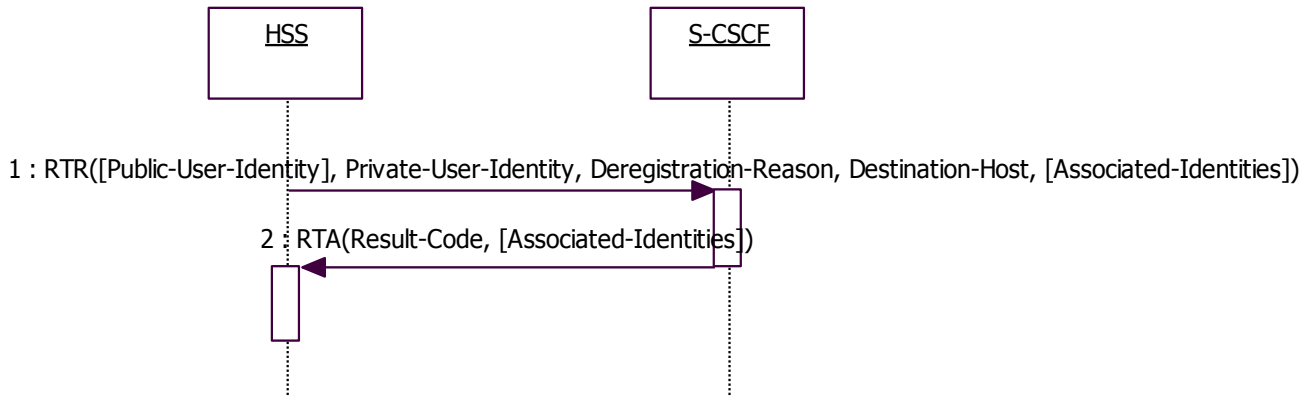 HSS
S-CSCF
1 : RTR([Public-User-Identity], Private-User-Identity, Deregistration-Reason, Destination-Host, [Associated-Identities])
2 : RTA(Result-Code, [Associated-Identities])